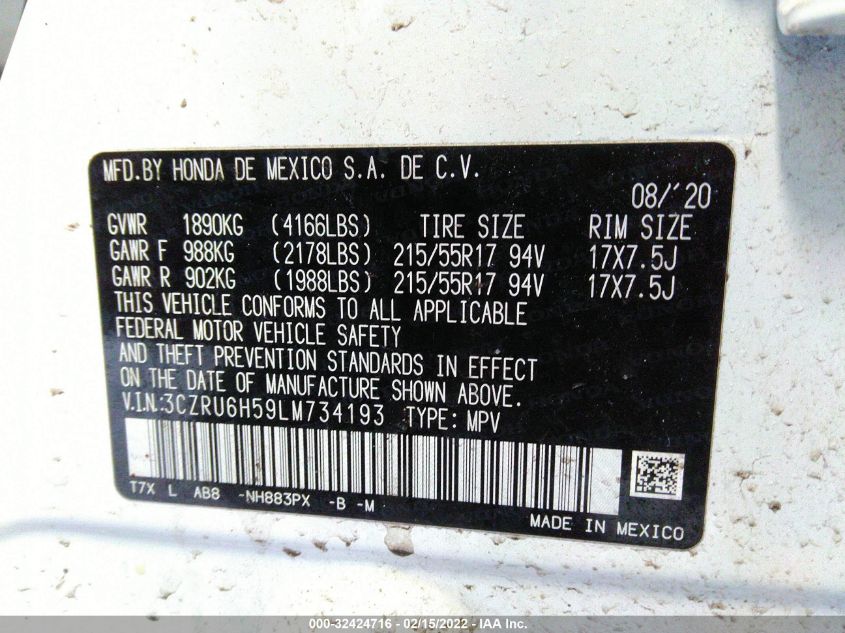 MFD.BY HONDA DE MEXICO S.A. DE C.V.
08/'20
GVWR 1890KG (4166LBS) TIRE SIZE RIM SIZE
GAWR F 988KG (2178LBS) 215/55R17 94V 17X7.5J
GAWR R 902KG (1988LBS) 215/55R17 94V 17X7.5J
THIS VEHICLE CONFORMS TO ALL APPLICABLE
FEDERAL MOTOR VEHICLE SAFETY
AND THEFT PREVENTION STANDARDS IN EFFECT
ON THE DATE OF MANUFACTURE SHOWN ABOVE.
V.I.N:3CZRU6H59LM734193 TYPE:MPV
T7X L AB8 -NH883PX -B -M
MADE IN MEXICO
© 32424716 - 02/15/2022 - IAA Inc.